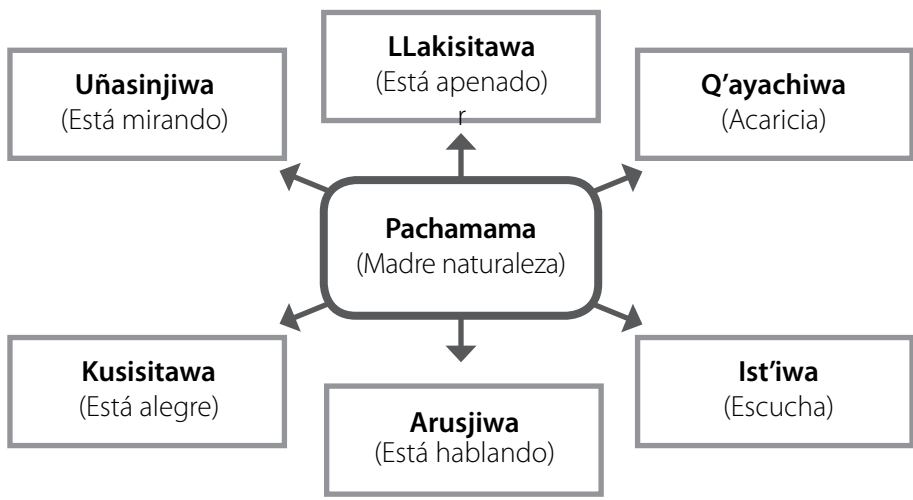 Uñasinjiwa
(Está mirando)
LLakisitawa
(Está apenado)
r
Q'ayachiwa
(Acaricia)
Pachamama
(Madre naturaleza)
Kusisitawa
(Está alegre)
Arusjiwa
(Está hablando)
Ist'iwa
(Escucha)